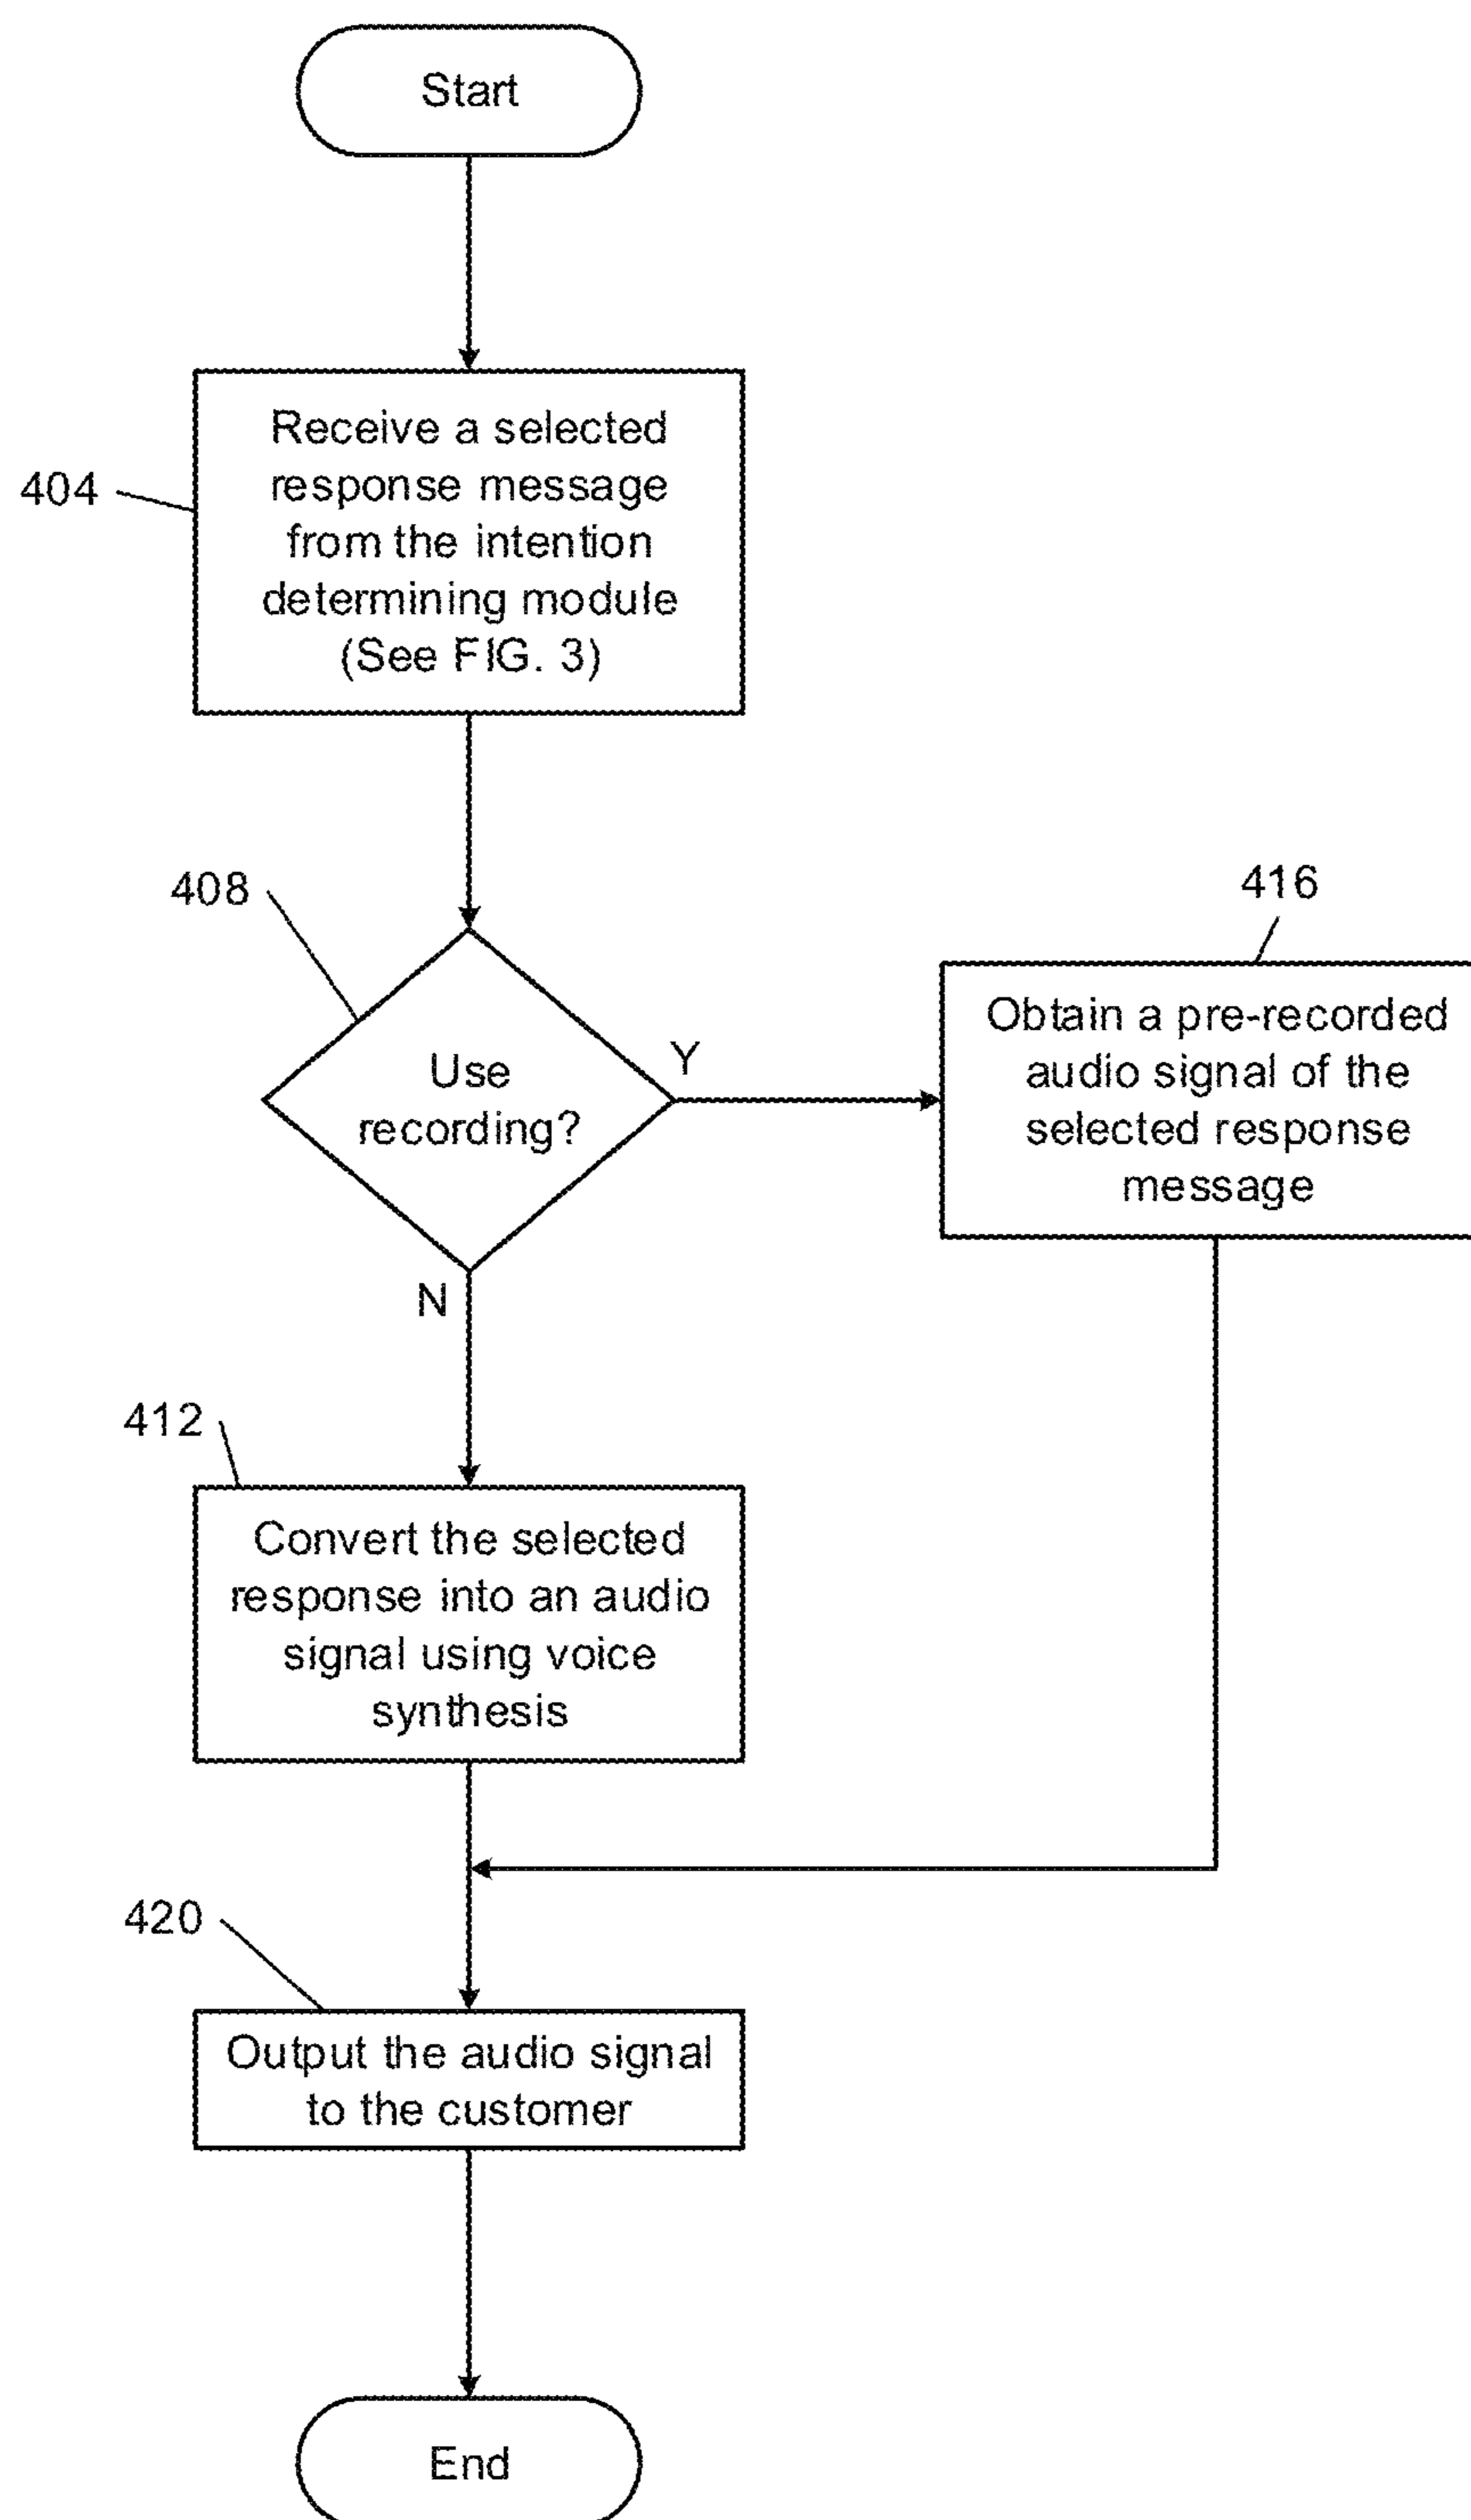 Start
404
Receive a selected
response message
from the intention
determining module
(See FIG. 3)
408
Use
recording?
Y
N
416
Obtain a pre-recorded
audio signal of the
selected response
message
412
Convert the selected
response into an audio
signal using voice
synthesis
420
Output the audio signal
to the customer
End